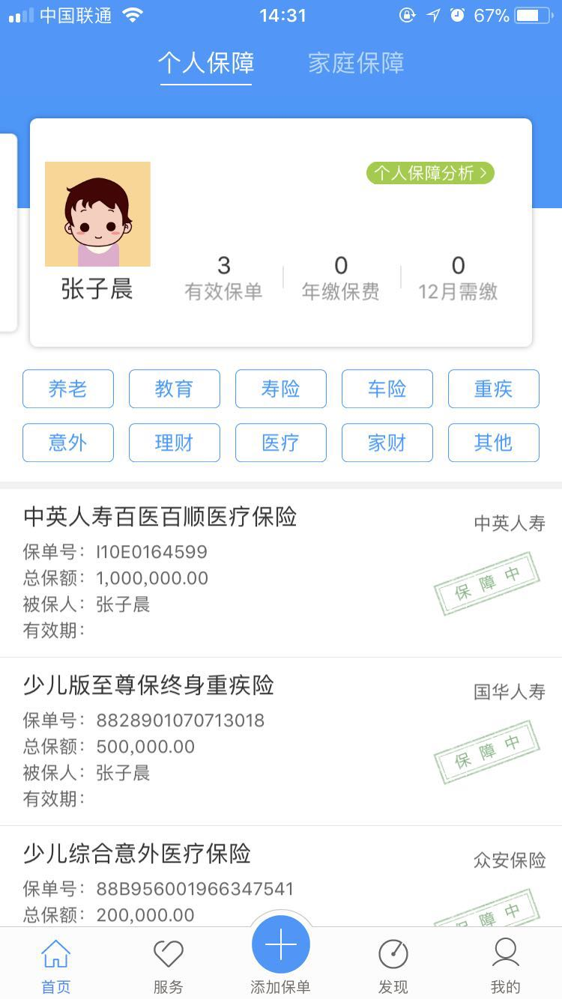 中国联通
14:31
67%
个人保障
家庭保障
个人保障分析
张子晨
3
有效保单
0
年缴保费
0
12月需缴
养老
教育
寿险
车险
重疾
意外
理财
医疗
家财
其他
中英人寿百医百顺医疗保险
中英人寿
保单号：I10E0164599
总保额：1,000,000.00
被保人：张子晨
有效期：
保障中
少儿版至尊保终身重疾险
国华人寿
保单号：8828901070713018
总保额：500,000.00
被保人：张子晨
有效期：
保障中
少儿综合意外医疗保险
众安保险
保单号：88B956001966347541
总保额：200,000.00
保障中
首页
服务
添加保单
发现
我的